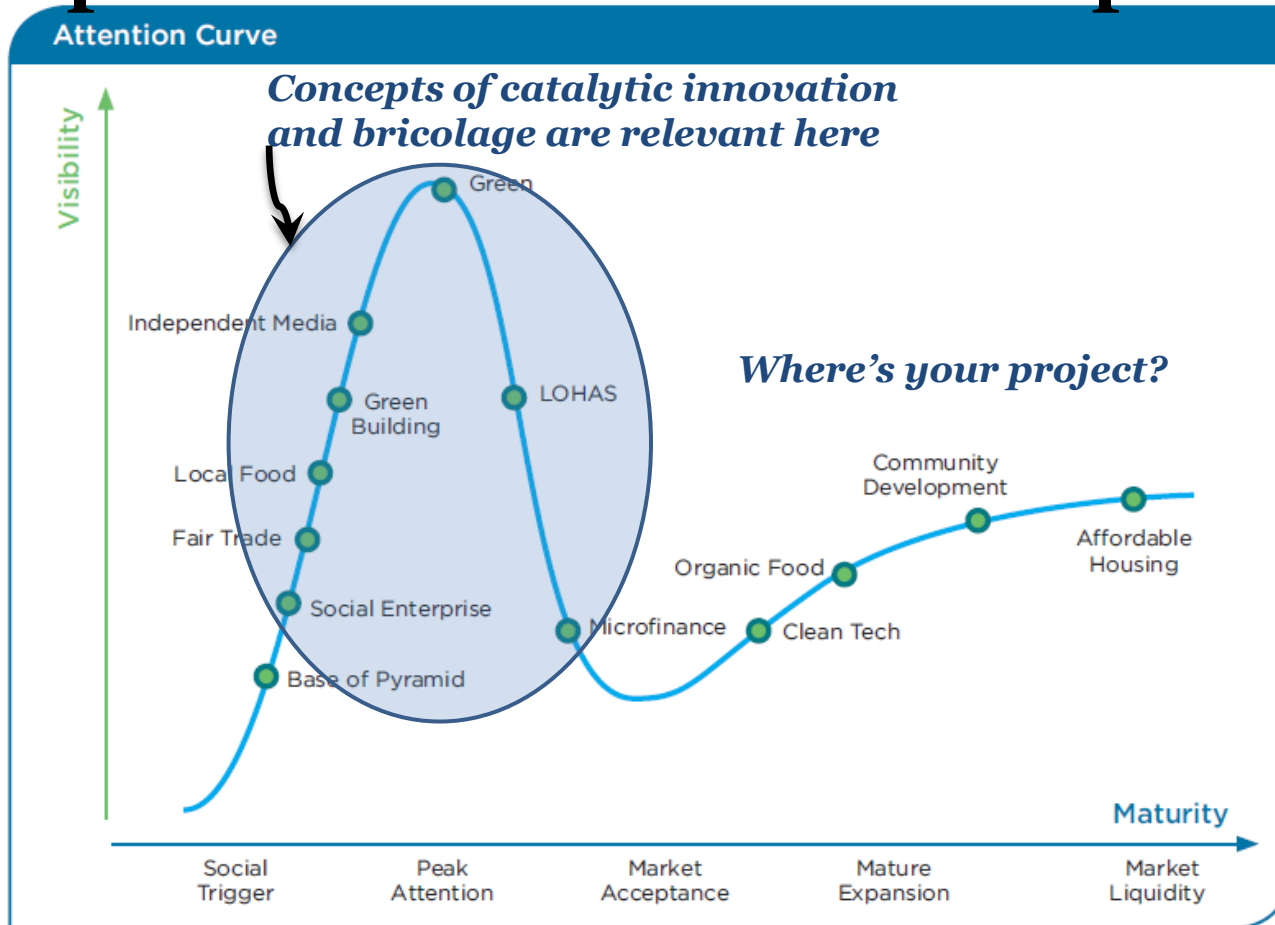 Attention Curve
Concepts of catalytic innovation
and bricolage are relevant here
Visibility
Green
Independent Media
Green
Building
LOHAS
Where's your project?
Local Food
Fair Trade
Community
Development
Social Enterprise
Organic Food
Affordable
Housing
Microfinance
Clean Tech
Base of Pyramid
Maturity
Social
Trigger
Peak
Attention
Market
Acceptance
Mature
Expansion
Market
Liquidity